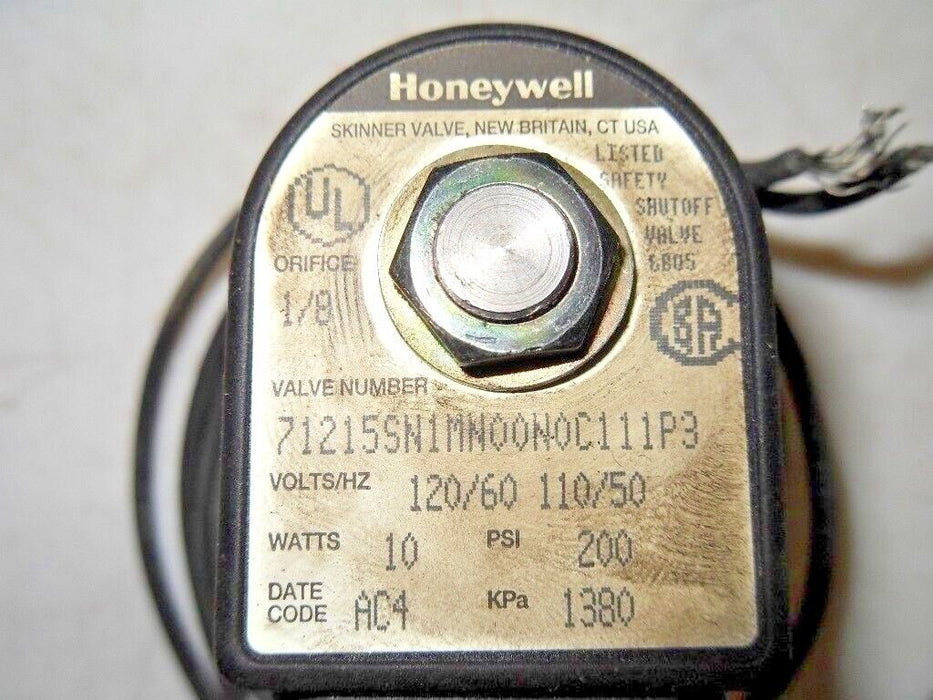 Honeywell
SKINNER VALVE, NEW BRITAIN, CT USA
LISTED
SAFETY
SHUTOFF
VALVE
6805
UL
ORIFICE
1/8
VALVE NUMBER
71215SN1MN00N0C111P3
VOLTS/HZ 120/60 110/50
WATTS 10 PSI 200
DATE CODE AC4 KPa 1380